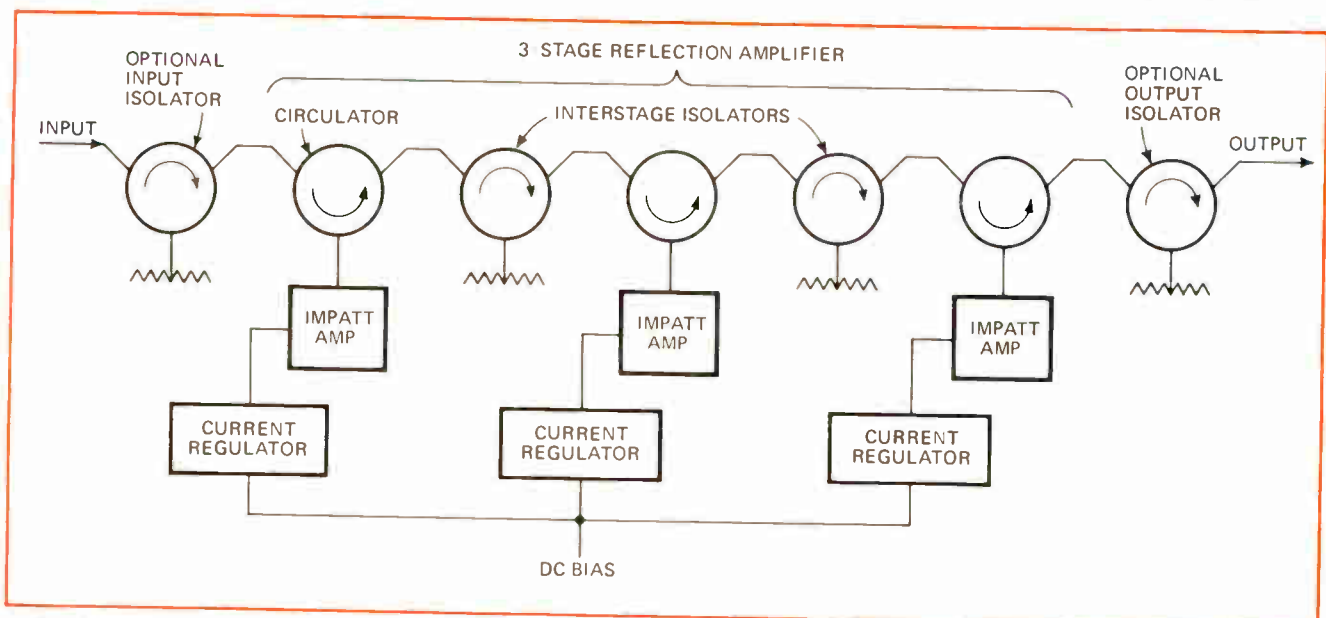 3 STAGE REFLECTION AMPLIFIER
OPTIONAL
INPUT
ISOLATOR
OPTIONAL
OUTPUT
ISOLATOR
CIRCULATOR
INTERSTAGE ISOLATORS
INPUT
OUTPUT
IMPATT
AMP
IMPATT
AMP
IMPATT
AMP
CURRENT
REGULATOR
CURRENT
REGULATOR
CURRENT
REGULATOR
DC BIAS